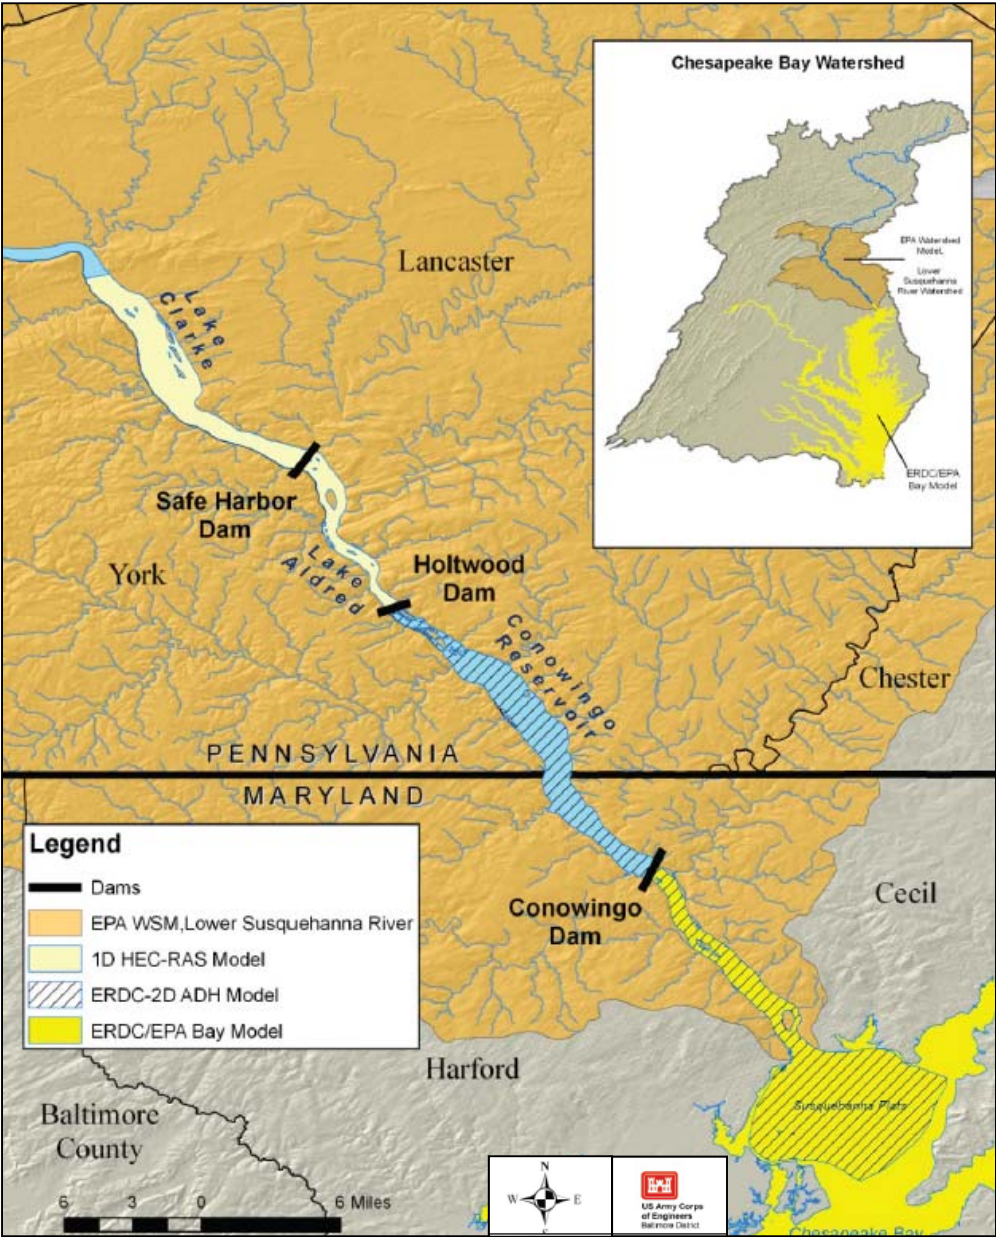 Chesapeake Bay Watershed
EPA Watershed
Model,
Lower
Susquehanna
River Watershed
ERDC/EPA
Bay Model
Lancaster
Lake
Clarke
Safe Harbor
Dam
York
Lake
Aldred
Holtwood
Dam
Conowingo
Reservoir
Chester
PENNSYLVANIA
MARYLAND
Legend
Dams
EPA WSM,Lower Susquehanna River
1D HEC-RAS Model
ERDC-2D ADH Model
ERDC/EPA Bay Model
Conowingo
Dam
Cecil
Harford
Baltimore
County
Susquehanna Flats
6 3 0 6 Miles
N
W E
US Army Corps
of Engineers
Baltimore District
Chesapeake Bay